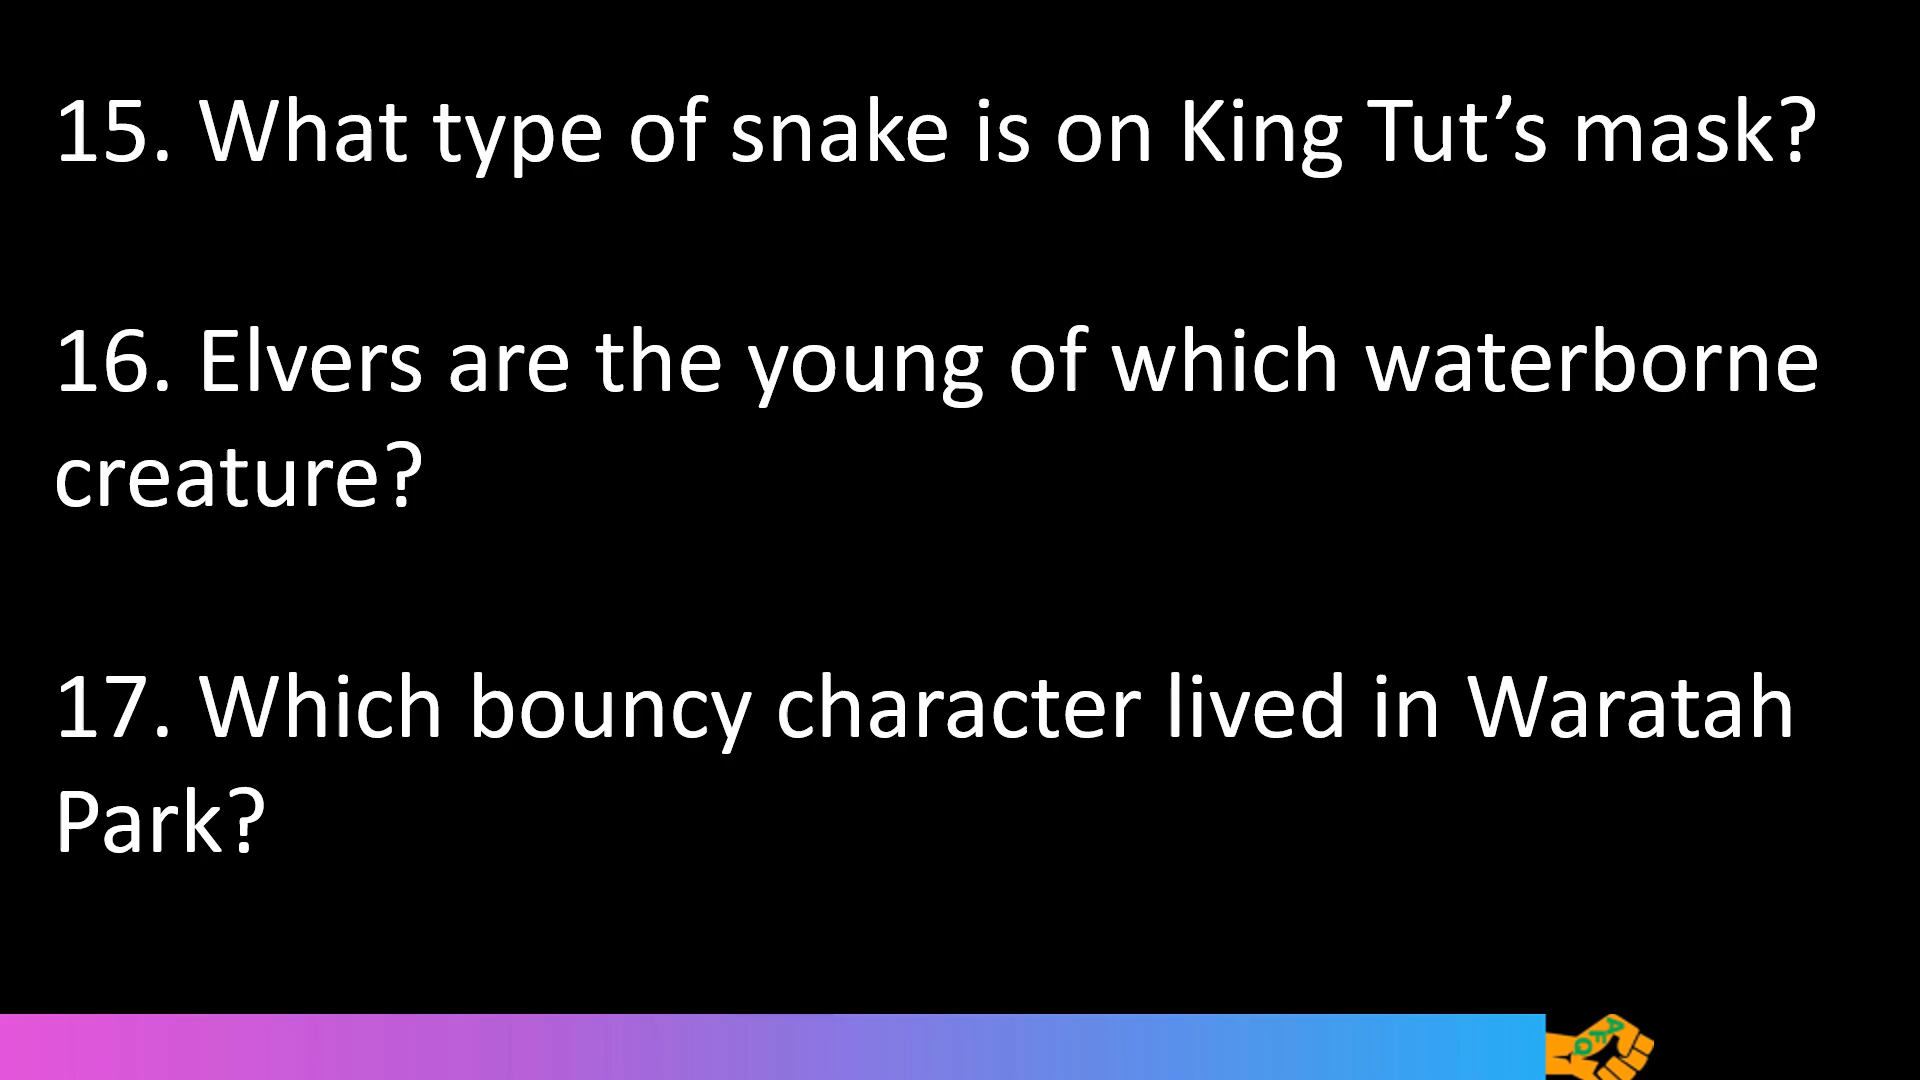 15. What type of snake is on King Tut’s mask?
16. Elvers are the young of which waterborne
creature?
17. Which bouncy character lived in Waratah
Park?
AFQ